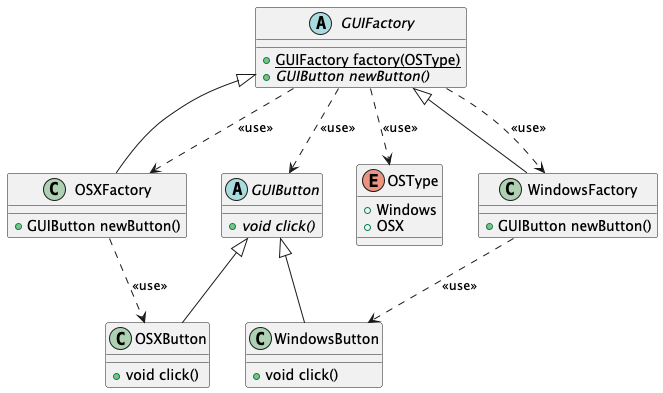 A GUIFactory
GUIFactory factory(OSType)
GUIButton newButton()
«use»
«use»
«use»
«use»
C OSXFactory
GUIButton newButton()
A GUIButton
void click()
E OSType
Windows
OSX
C WindowsFactory
GUIButton newButton()
«use»
«use»
C OSXButton
void click()
C WindowsButton
void click()